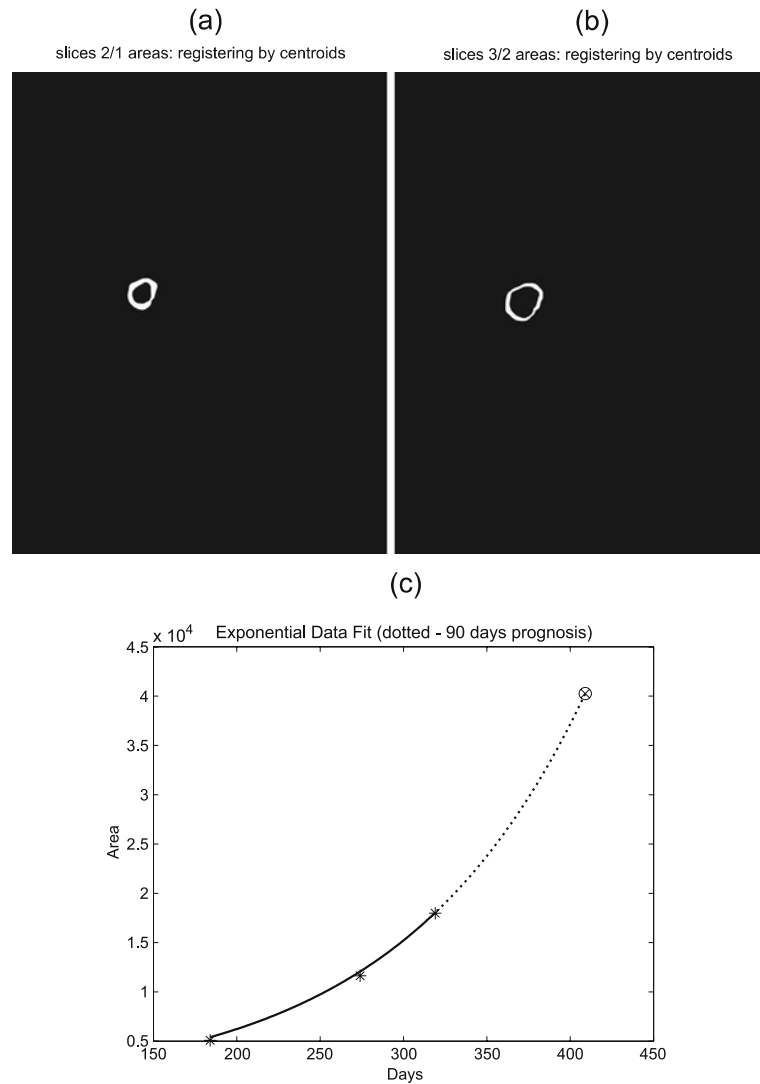 (a)
(b)
slices 2/1 areas: registering by centroids
slices 3/2 areas: registering by centroids
(c)
x 10^4
Exponential Data Fit (dotted - 90 days prognosis)
4.5
4
3.5
3
2.5
2
1.5
1
0.5
Area
150 200 250 300 350 400 450
Days